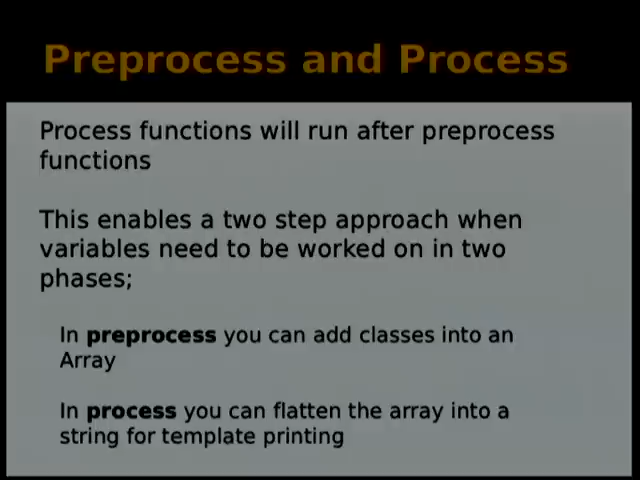 Preprocess and Process
Process functions will run after preprocess
functions
This enables a two step approach when
variables need to be worked on in two
phases;
In preprocess you can add classes into an
Array
In process you can flatten the array into a
string for template printing